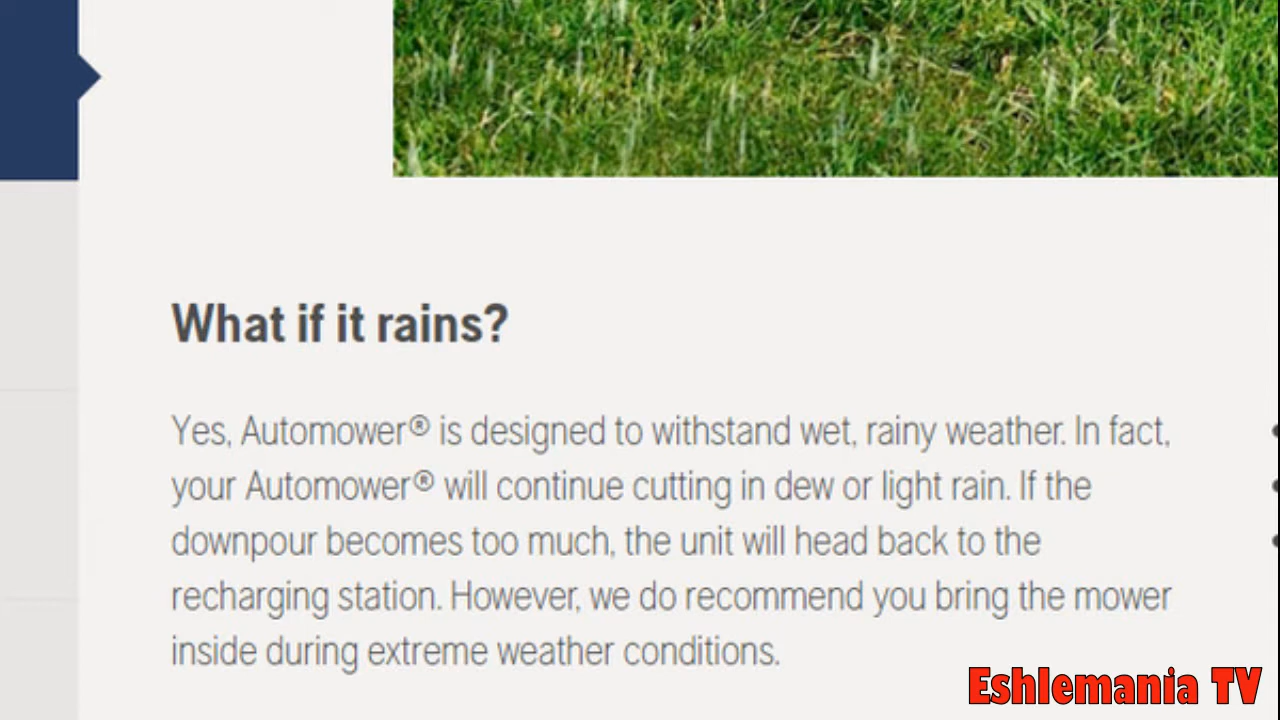 What if it rains?
Yes, Automower® is designed to withstand wet, rainy weather. In fact,
your Automower® will continue cutting in dew or light rain. If the
downpour becomes too much, the unit will head back to the
recharging station. However, we do recommend you bring the mower
inside during extreme weather conditions.
Eshlemania TV